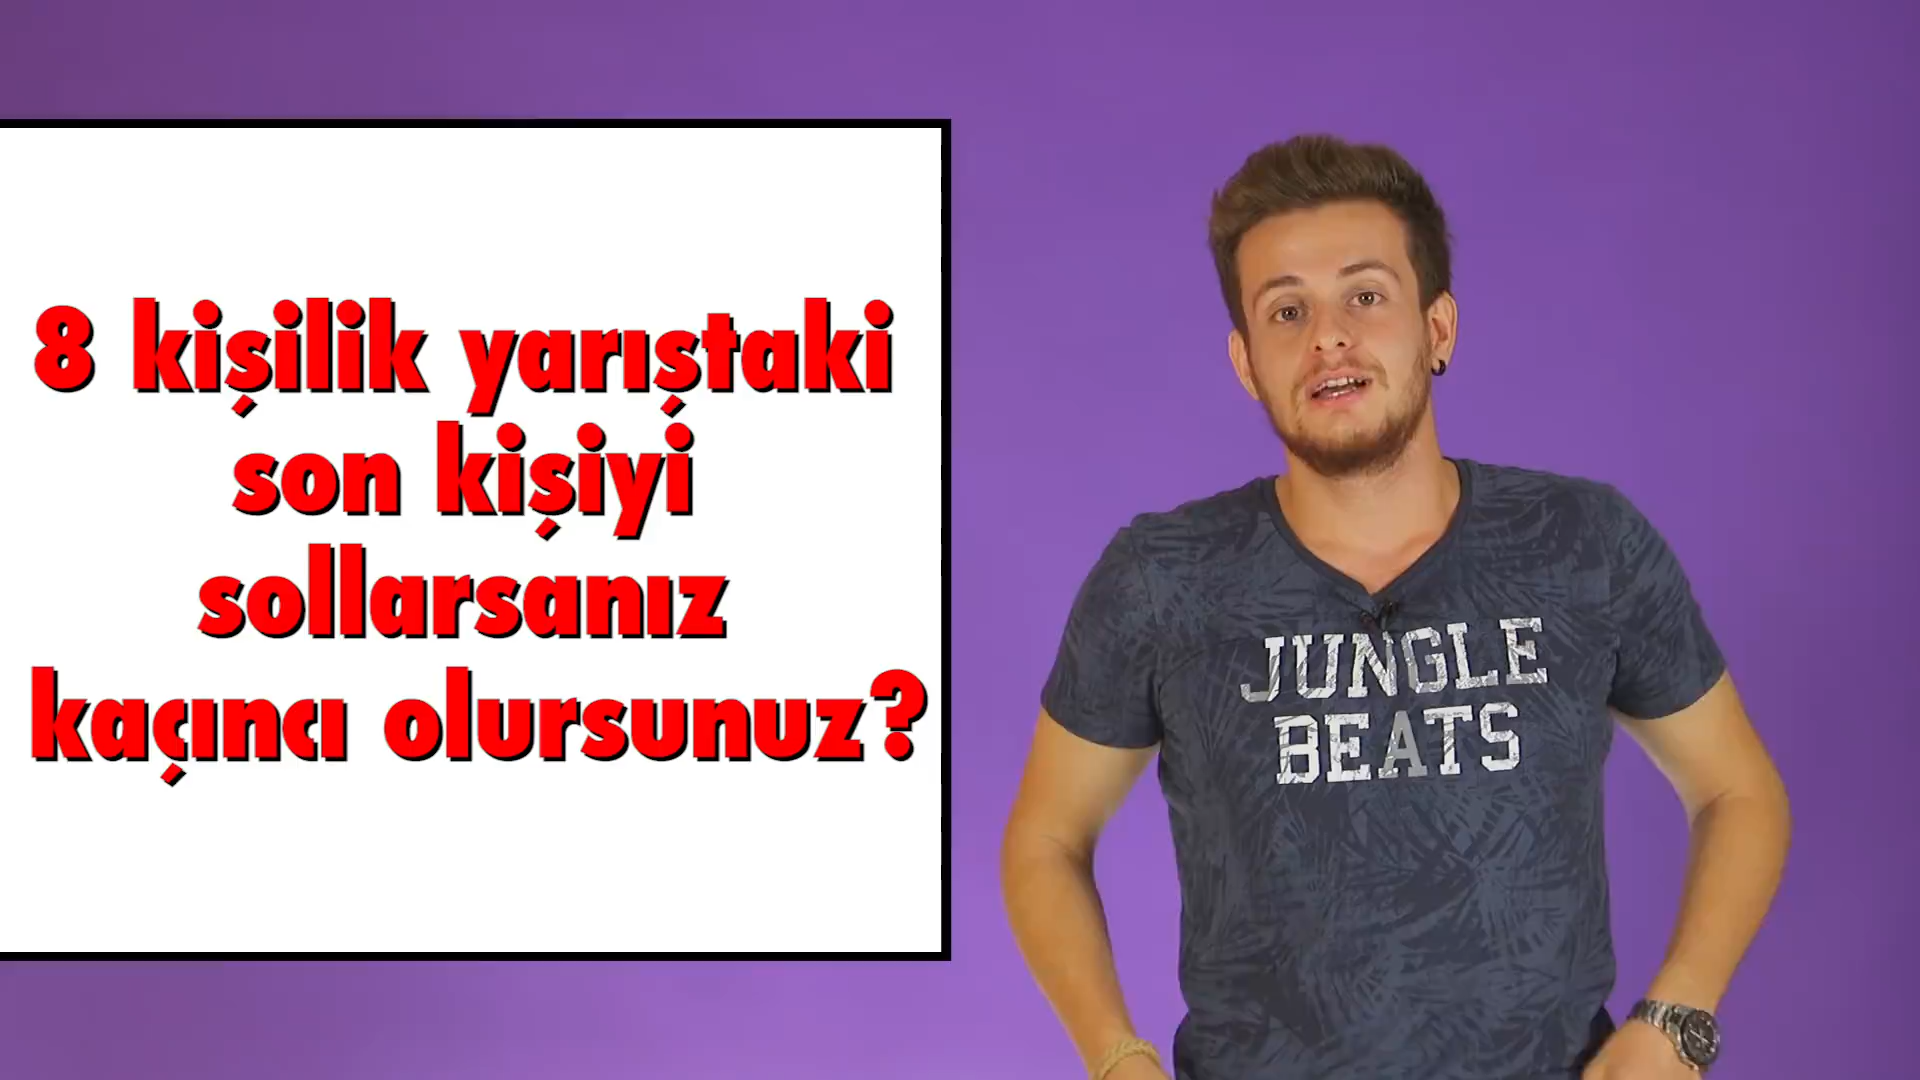 8 kişilik yarıştaki
son kişiyi
sollarsanız
kaçıncı olursunuz?
JUNGLE
BEATS